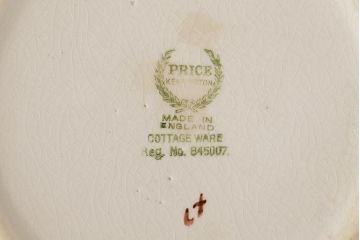 PRICE
KENSINGTON
MADE IN
ENGLAND
COTTAGE WARE
Reg. No. 845007.